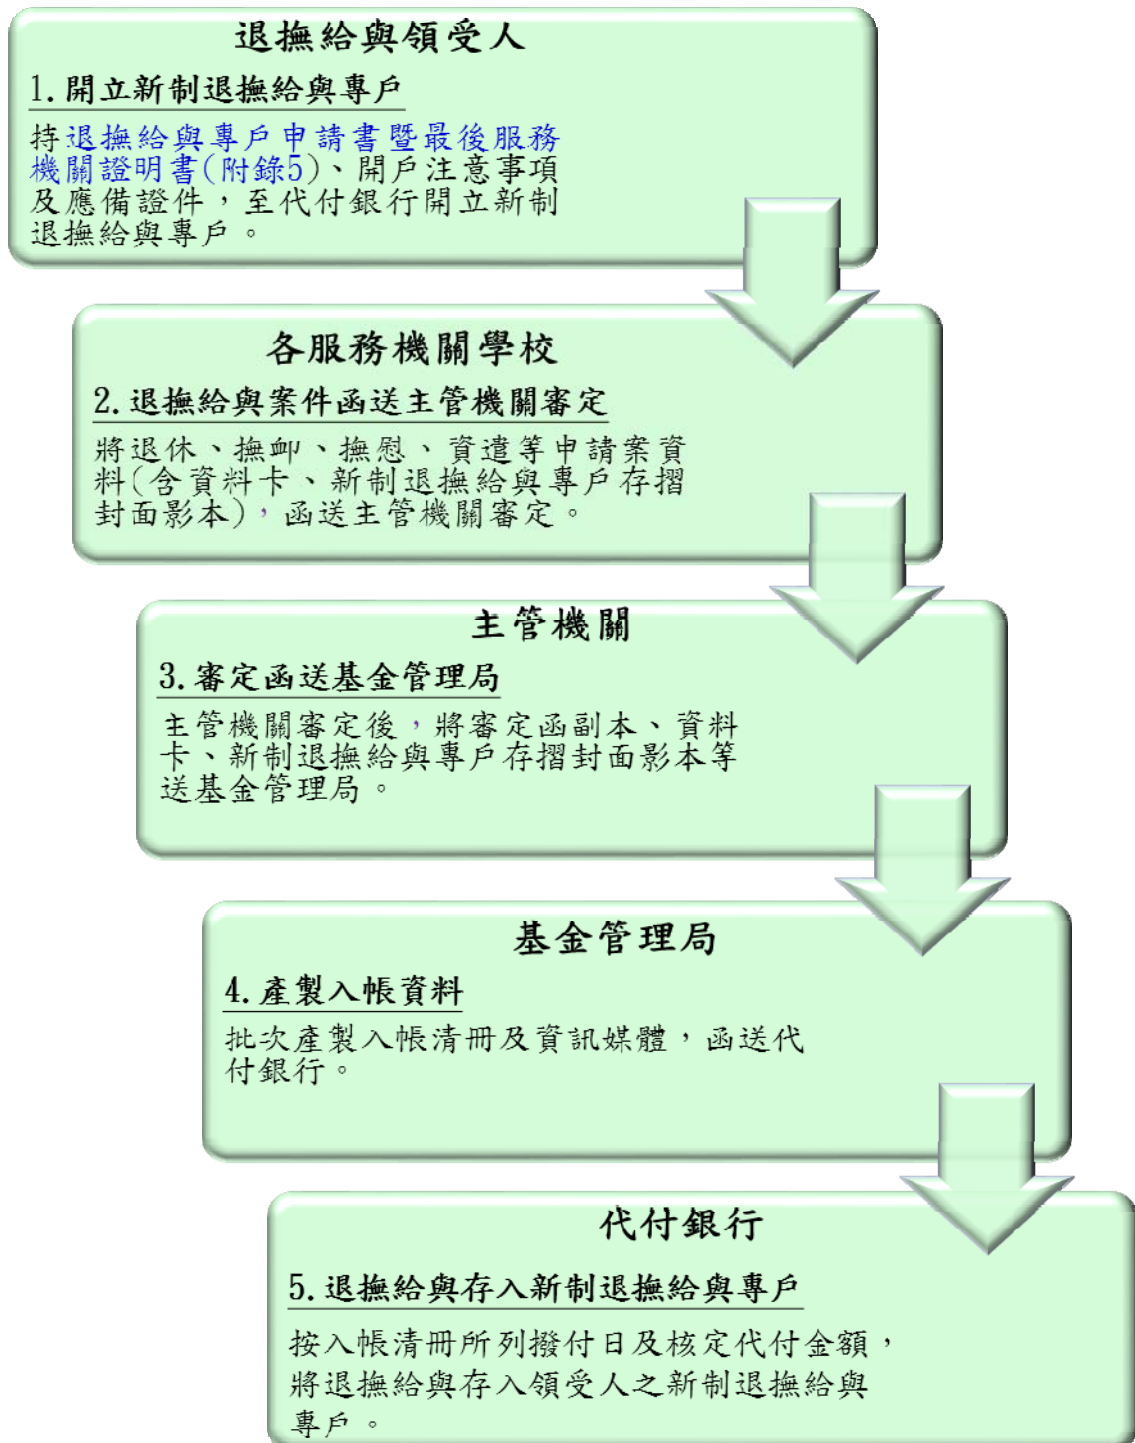 退撫給與領受人
1.開立新制退撫給與專戶
持退撫給與專戶申請書暨最後服務
機關證明書(附錄5)、開戶注意事項
及應備證件，至代付銀行開立新制
退撫給與專戶。
各服務機關學校
2.退撫給與案件函送主管機關審定
將退休、撫卹、撫慰、資遣等申請案資
料(含資料卡、新制退撫給與專戶存摺
封面影本)，函送主管機關審定。
主管機關
3.審定函送基金管理局
主管機關審定後，將審定函副本、資料
卡、新制退撫給與專戶存摺封面影本等
送基金管理局。
基金管理局
4.產製入帳資料
批次產製入帳清冊及資訊媒體，函送代
付銀行。
代付銀行
5.退撫給與存入新制退撫給與專戶
按入帳清冊所列撥付日及核定代付金額，
將退撫給與存入領受人之新制退撫給與
專戶。